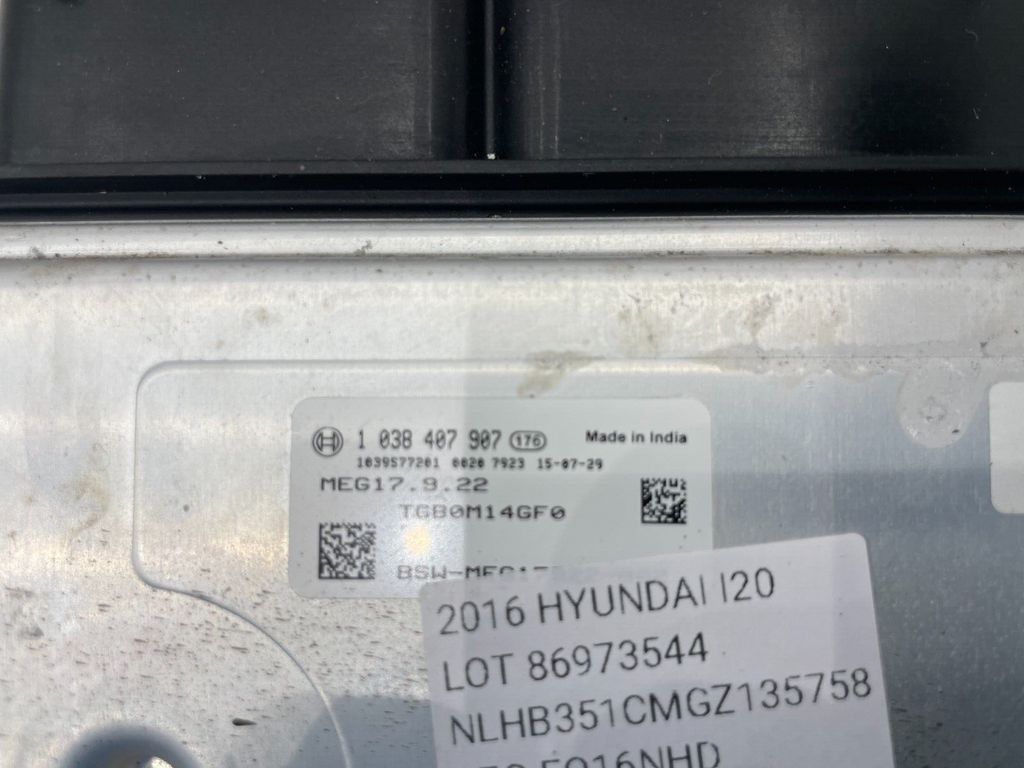 1 038 407 907 176 Made in India
1039S77201 0020 7923 15-07-29
MEG17.9.22
TGB0M14GF0
2016 HYUNDAI I20
LOT 86973544
NLHB351CMGZ135758